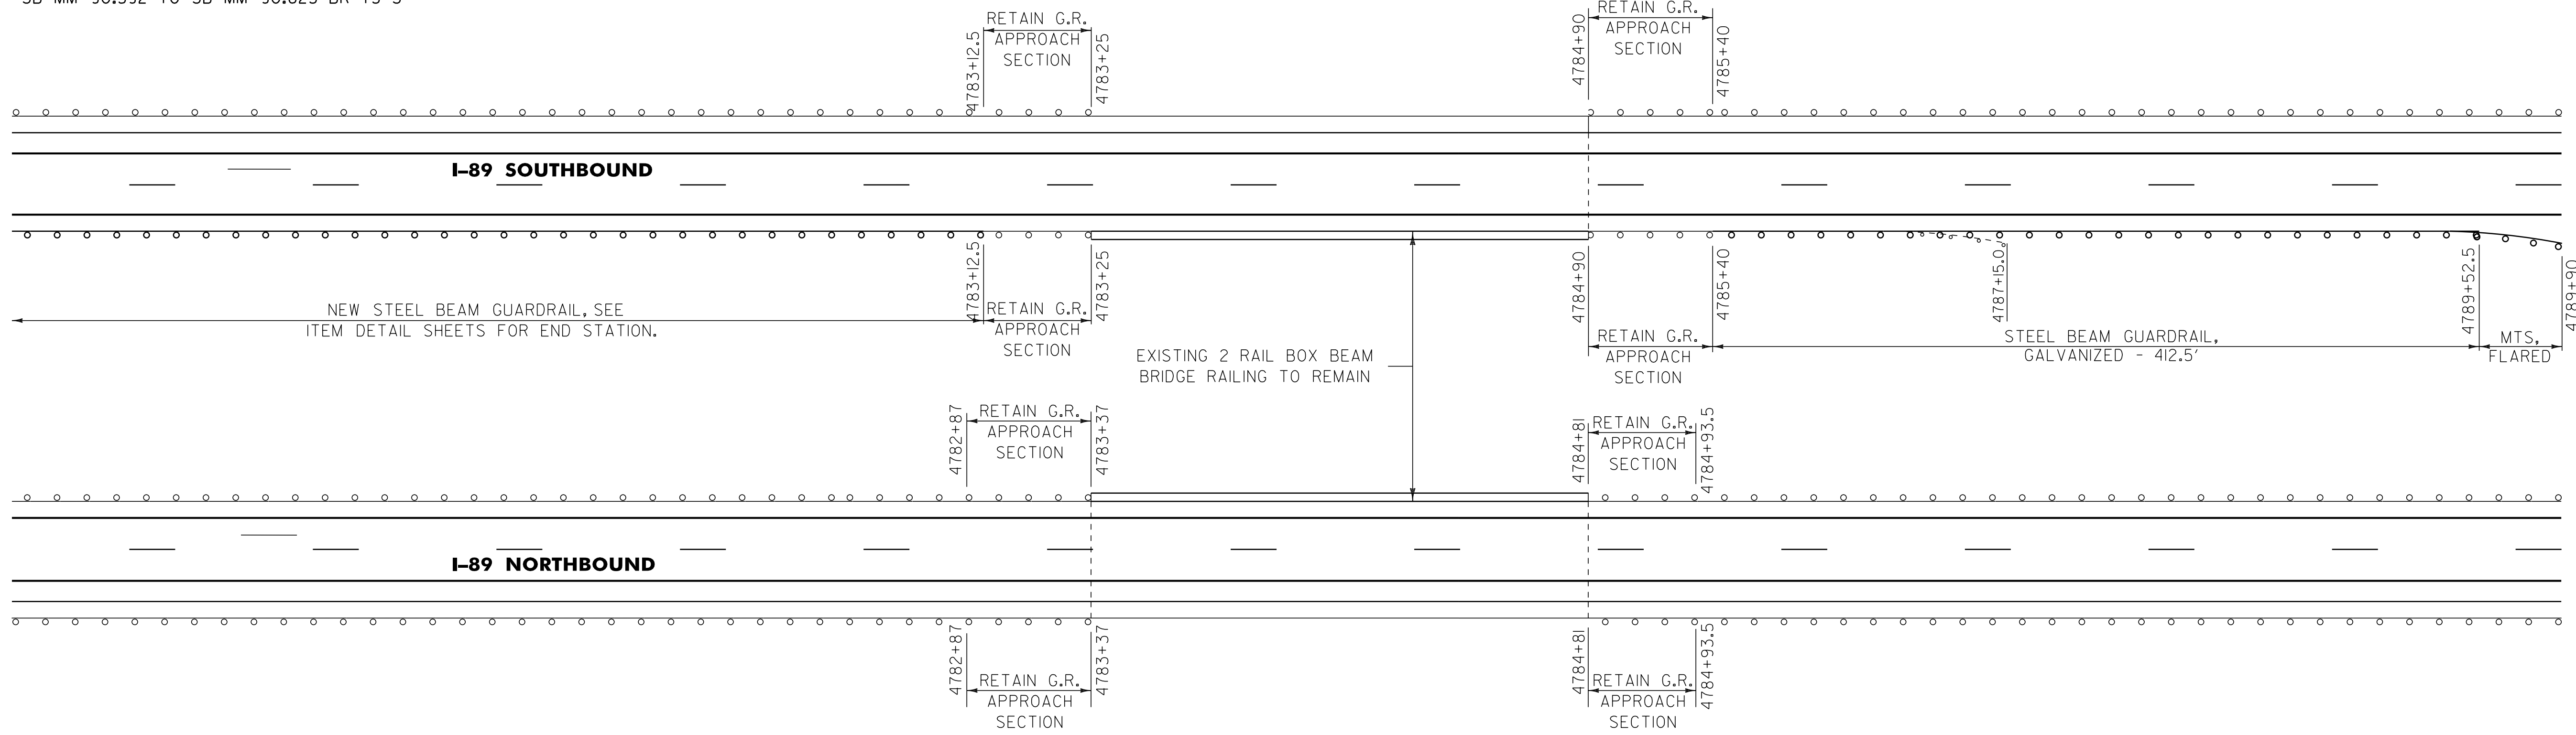 RETAIN G.R.
APPROACH
SECTION
4783+12.5
4783+25
RETAIN G.R.
APPROACH
SECTION
4784+90
4785+40
I-89 SOUTHBOUND
4783+12.5
4783+25
RETAIN G.R.
APPROACH
SECTION
NEW STEEL BEAM GUARDRAIL, SEE
ITEM DETAIL SHEETS FOR END STATION.
EXISTING 2 RAIL BOX BEAM
BRIDGE RAILING TO REMAIN
4784+90
4785+40
RETAIN G.R.
APPROACH
SECTION
4787+15.0
STEEL BEAM GUARDRAIL,
GALVANIZED - 412.5'
4789+52.5
MTS,
FLARED
4789+90
4782+87
RETAIN G.R.
APPROACH
SECTION
4783+37
4784+81
RETAIN G.R.
APPROACH
SECTION
4784+93.5
I-89 NORTHBOUND
4782+87
RETAIN G.R.
APPROACH
SECTION
4783+37
4784+81
RETAIN G.R.
APPROACH
SECTION
4784+93.5